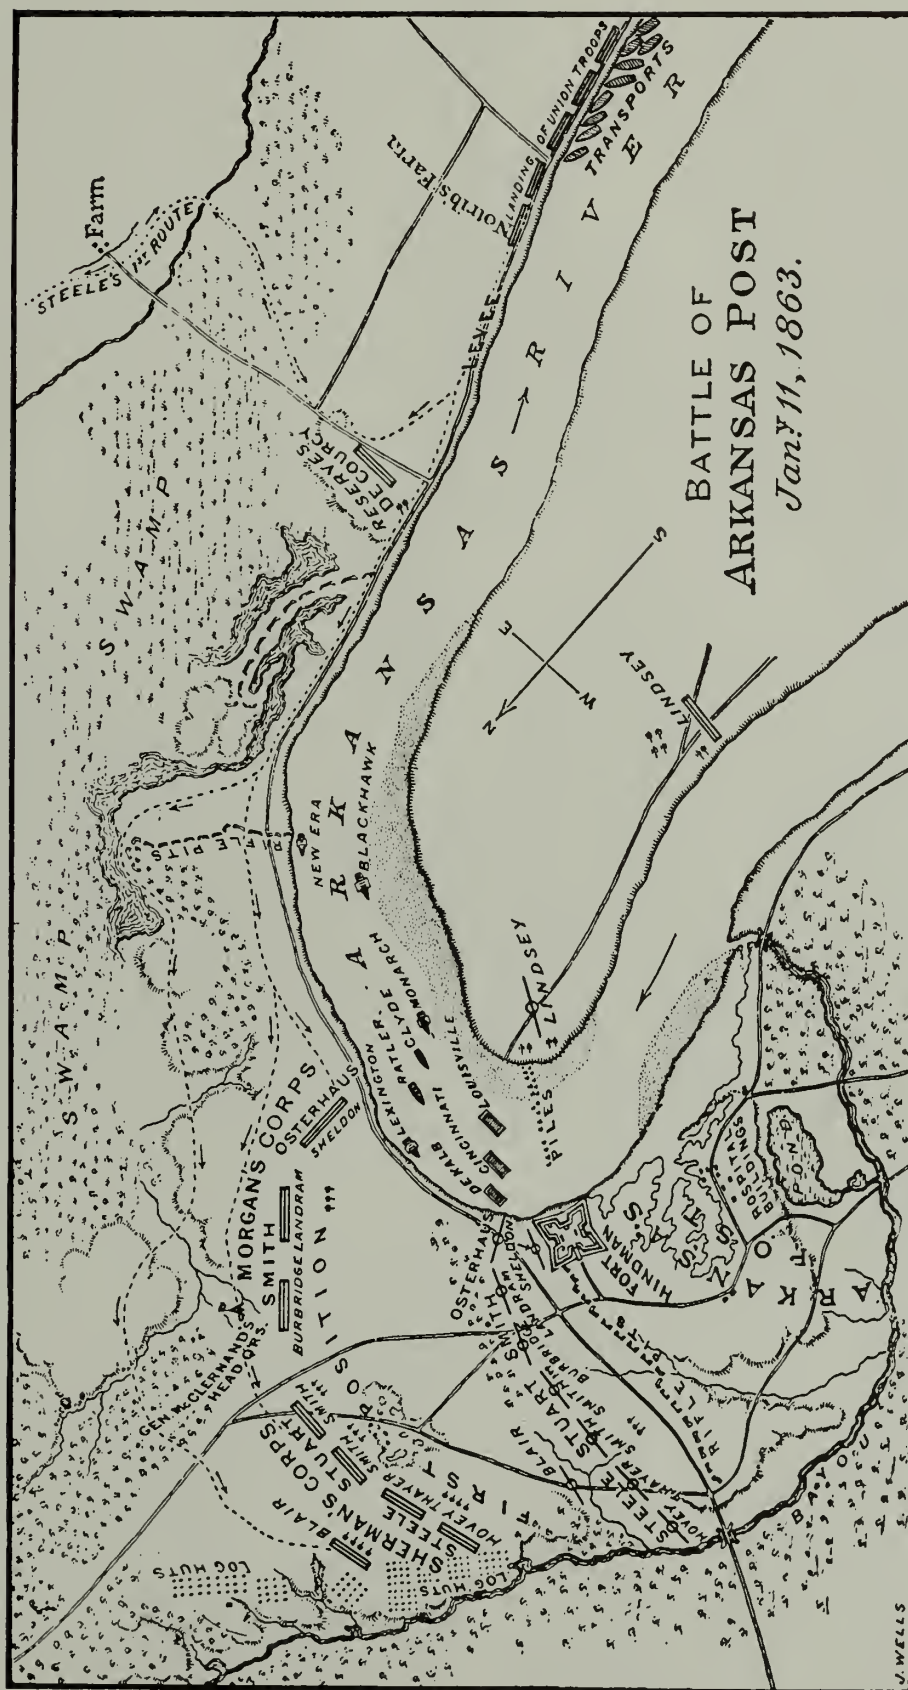 BATTLE OF
ARKANSAS POST
Jan.y 11, 1863.
Farm
STEELE'S 1ST ROUTE
Nourib's Farm
LANDING OF UNION TROOPS
TRANSPORTS
LEVEE
ARKANSAS RIVER
RESERVES
DE COURCY
SWAMP
SWAMP
RIFLE PITS
NEW ERA
BLACKHAWK
N
E
S
W
LINDSEY
LINDSEY
LEXINGTON
RATLER
CLYDE
MONARCH
LOUISVILLE
CINCINNATI
DE KALB
PILES
MORGAN'S CORPS
OSTERHAUS
SHELDON
SMITH
BURBRIDGE
LANDRAM
GEN. McCLERNAND'S
HEAD.QRS.
FIRST POSITION
SHERMAN'S CORPS
STUART
SMITH
SMITH
STEELE
THAYER
HOVEY
BLAIR
LOG HUTS
LOG HUTS
OSTERHAUS
SHELDON
SMITH
LANDRAM
BURBRIDGE
STUART
SMITH
SMITH
BLAIR
STEELE
THAYER
HOVEY
FORT
HINDMAN
RIFLE PITS
POST OF ARKANSAS
HOSPITAL
BUILDINGS
POND
BAYOU
J. WELLS